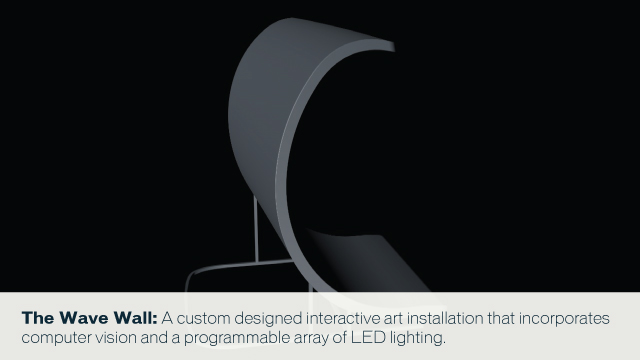 The Wave Wall: A custom designed interactive art installation that incorporates
computer vision and a programmable array of LED lighting.